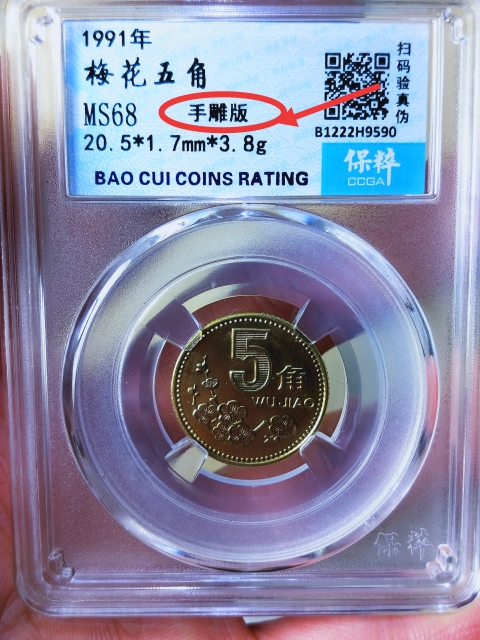 1991年
梅花五角
MS68 手雕版
20.5*1.7mm*3.8g
扫码验真伪
B1222H9590
保粹
CCGA
BAO CUI COINS RATING
5角
WU JIAO
保粹